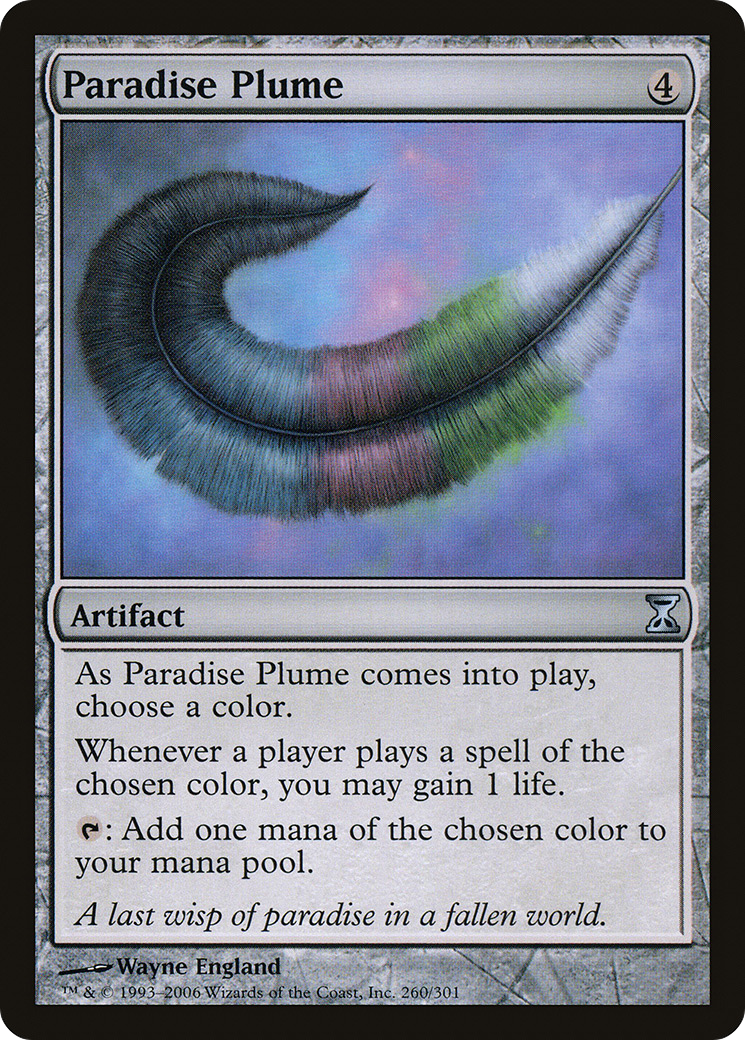 Paradise Plume 4
Artifact
As Paradise Plume comes into play,
choose a color.
Whenever a player plays a spell of the
chosen color, you may gain 1 life.
: Add one mana of the chosen color to
your mana pool.
A last wisp of paradise in a fallen world.
Wayne England
™ & © 1993–2006 Wizards of the Coast, Inc. 260/301